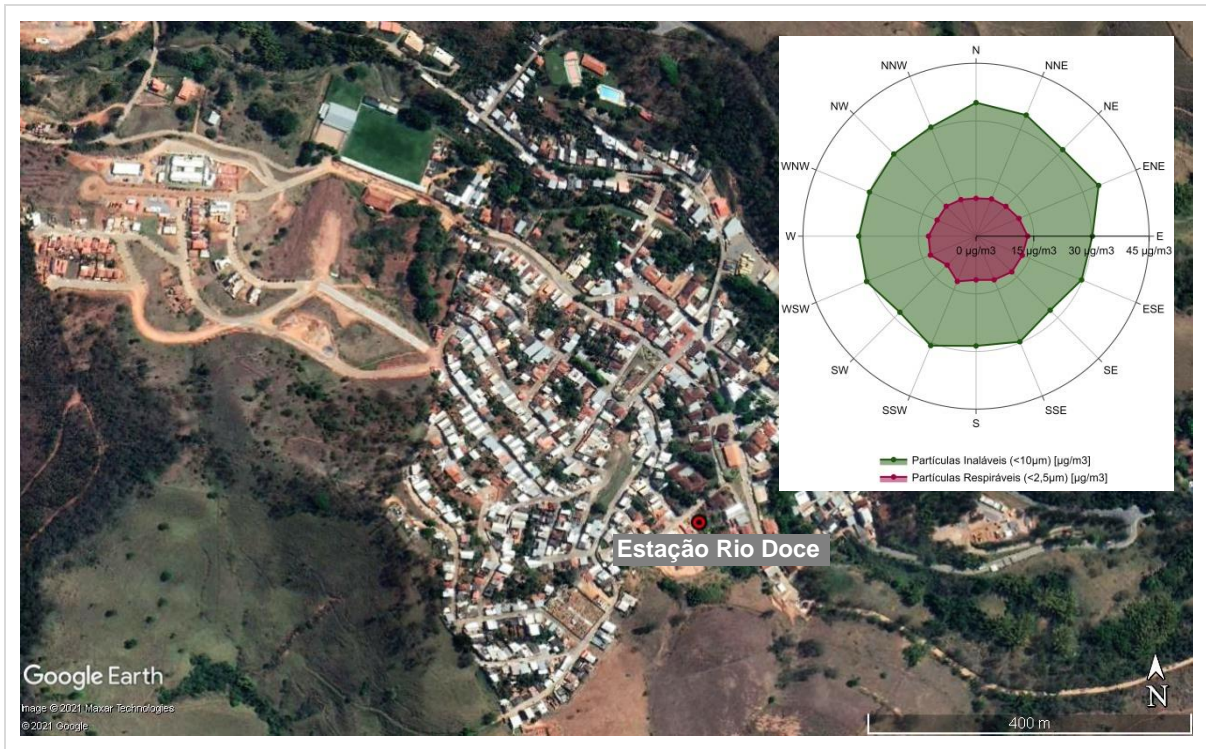 N
NNW NNE
NW NE
WNW ENE
W E
0 µg/m3 15 µg/m3 30 µg/m3 45 µg/m3
WSW ESE
SW SE
SSW SSE
S
Partículas Inaláveis (<10µm) [µg/m3]
Partículas Respiráveis (<2,5µm) [µg/m3]
Estação Rio Doce
Google Earth
Image © 2021 Maxar Technologies
© 2021 Google
N
400 m